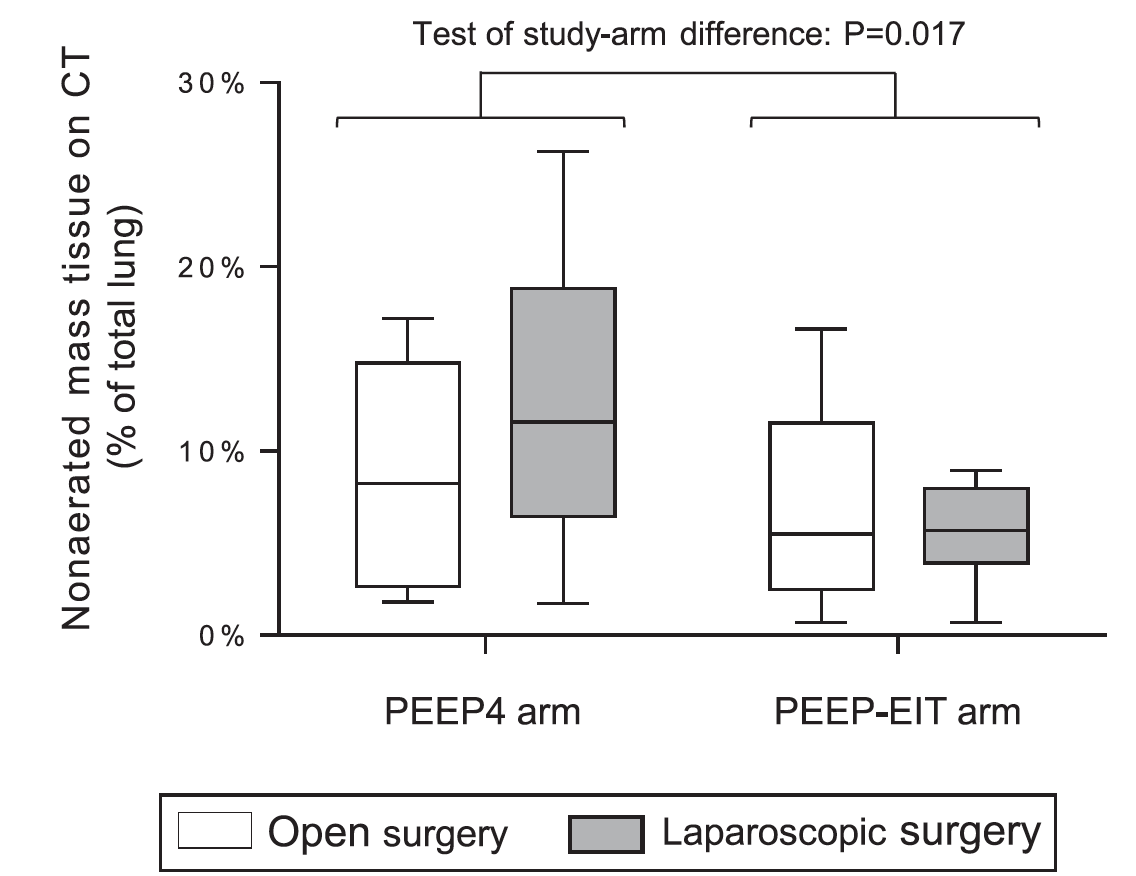 Test of study-arm difference: P=0.017
Nonaerated mass tissue on CT
(% of total lung)
30%
20%
10%
0%
PEEP4 arm
PEEP-EIT arm
Open surgery
Laparoscopic surgery